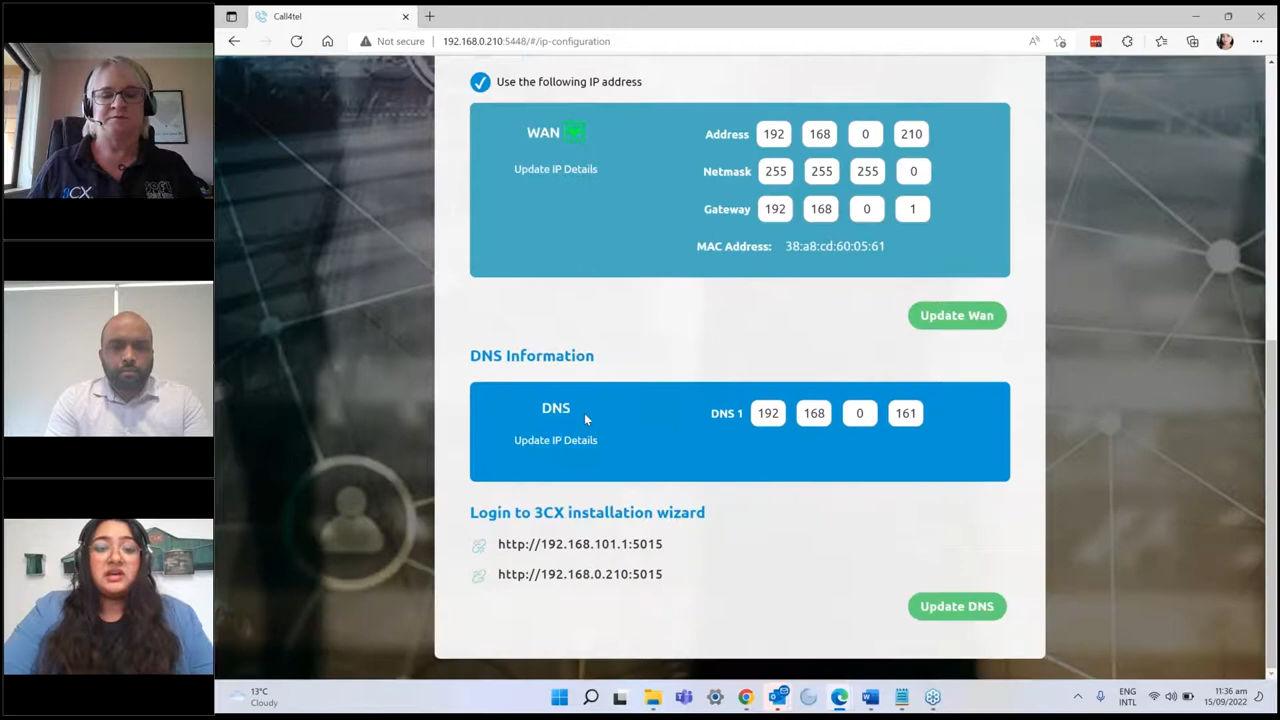 Call4tel
Not secure
192.168.0.210:5448/#/ip-configuration
Use the following IP address
WAN
Update IP Details
Address 192 168 0 210
Netmask 255 255 255 0
Gateway 192 168 0 1
MAC Address: 38:a8:cd:60:05:61
Update Wan
DNS Information
DNS
Update IP Details
DNS 1 192 168 0 161
Login to 3CX installation wizard
http://192.168.101.1:5015
http://192.168.0.210:5015
Update DNS
13°C
Cloudy
ENG
INTL
11:36 am
15/09/2022